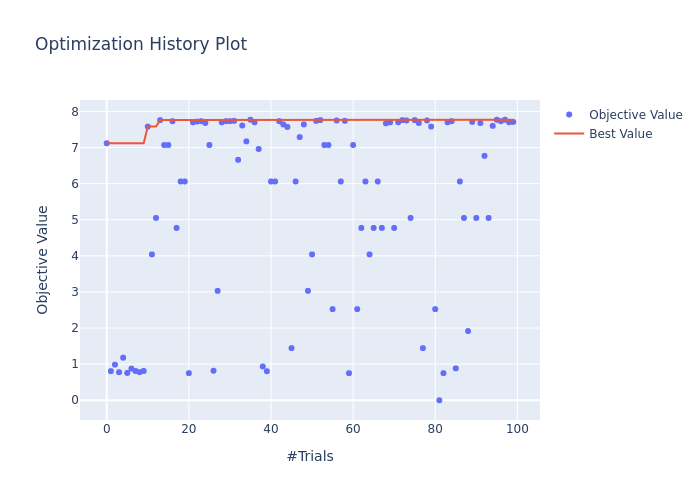 Optimization History Plot
Objective Value
Best Value
8
7
6
5
4
3
2
1
0
Objective Value
0 20 40 60 80 100
#Trials